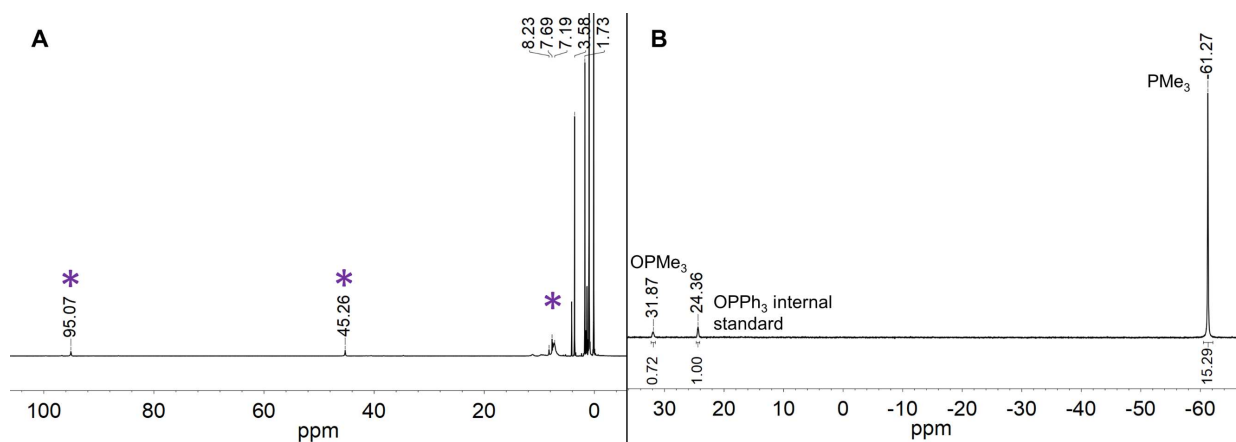 A
8.23
7.69
7.19
3.58
1.73
*
95.07
*
45.26
*
100 80 60 40 20 0
ppm
B
-61.27
PMe3
OPMe3
31.87
24.36
OPPh3 internal
standard
0.72
1.00
15.29
30 20 10 0 -10 -20 -30 -40 -50 -60
ppm